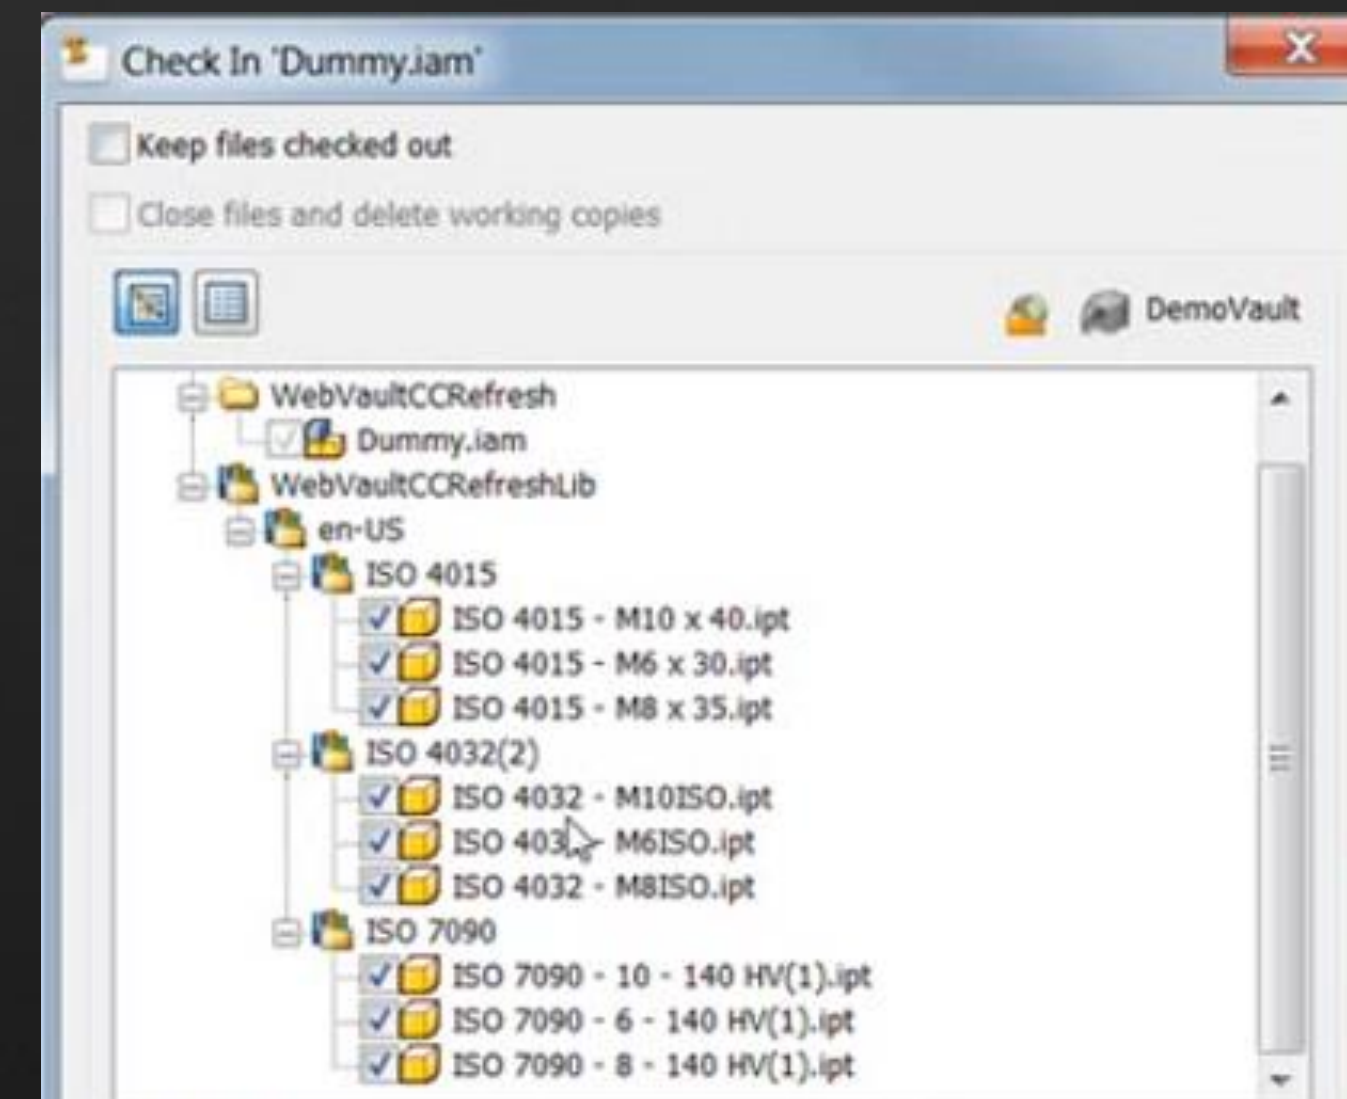 Check In 'Dummy.iam'
Keep files checked out
Close files and delete working copies
DemoVault
WebVaultCCRefresh
Dummy.iam
WebVaultCCRefreshLib
en-US
ISO 4015
ISO 4015 - M10 x 40.ipt
ISO 4015 - M6 x 30.ipt
ISO 4015 - M8 x 35.ipt
ISO 4032(2)
ISO 4032 - M10ISO.ipt
ISO 403 - M6ISO.ipt
ISO 4032 - M8ISO.ipt
ISO 7090
ISO 7090 - 10 - 140 HV(1).ipt
ISO 7090 - 6 - 140 HV(1).ipt
ISO 7090 - 8 - 140 HV(1).ipt